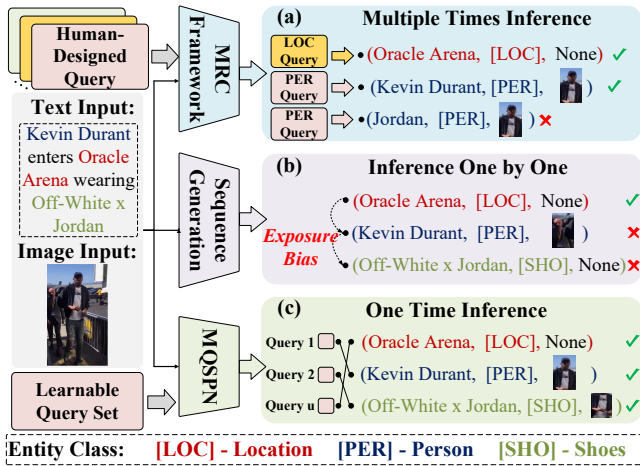 Human-
Designed Query
Text Input:
Kevin Durant
enters Oracle
Arena wearing
Off-White x
Jordan
Image Input:
Learnable
Query Set
MRC
Framework
Sequence
Generation
MQSPN
(a) Multiple Times Inference
LOC
Query
(Oracle Arena, [LOC], None)
PER
Query
(Kevin Durant, [PER], )
PER
Query
(Jordan, [PER], )
(b) Inference One by One
Exposure
Bias
(Oracle Arena, [LOC], None)
(Kevin Durant, [PER], )
(Off-White x Jordan, [SHO], None)
(c) One Time Inference
Query 1 (Oracle Arena, [LOC], None)
Query 2 (Kevin Durant, [PER], )
Query u (Off-White x Jordan, [SHO], )
Entity Class: [LOC] - Location [PER] - Person [SHO] - Shoes